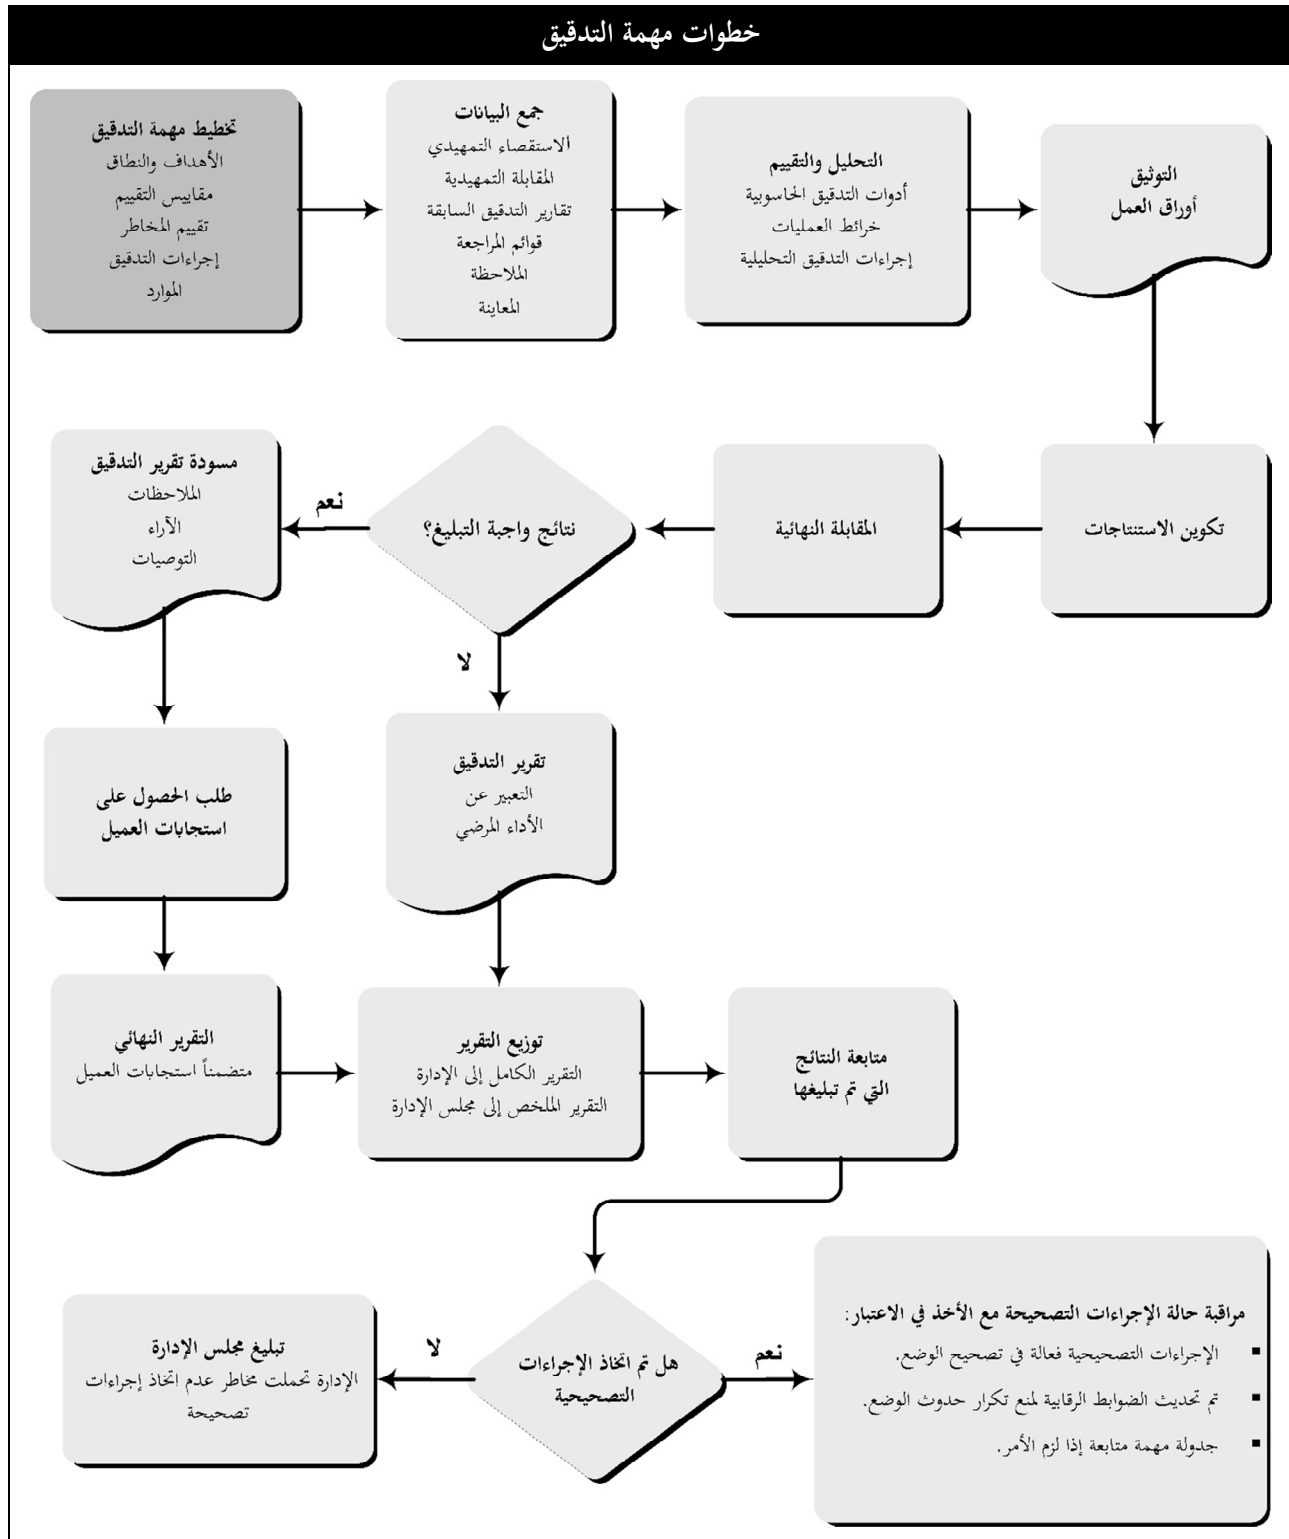 خطوات مهمة التدقيق
تخطيط مهمة التدقيق
الأهداف والنطاق
مقاييس التقييم
تقييم المخاطر
إجراءات التدقيق
الموارد
جمع البيانات
الاستقصاء التمهيدي
المقابلة التمهيدية
تقارير التدقيق السابقة
قوائم المراجعة
الملاحظة
المعاينة
التحليل والتقييم
أدوات التدقيق الحاسوبية
خرائط العمليات
إجراءات التدقيق التحليلية
التوثيق
أوراق العمل
تكوين الاستنتاجات
المقابلة النهائية
نتائج واجبة التبليغ؟
نعم
لا
مسودة تقرير التدقيق
الملاحظات
الآراء
التوصيات
طلب الحصول على
استجابات العميل
تقرير التدقيق
التعبير عن
الأداء المرضي
التقرير النهائي
متضمناً استجابات العميل
توزيع التقرير
التقرير الكامل إلى الإدارة
التقرير الملخص إلى مجلس الإدارة
متابعة النتائج
التي تم تبليغها
هل تم اتخاذ الإجراءات
التصحيحية
نعم
لا
مراقبة حالة الإجراءات التصحيحة مع الأخذ في الاعتبار:
▪ الإجراءات التصحيحية فعالة في تصحيح الوضع.
▪ تم تحديث الضوابط الرقابية لمنع تكرار حدوث الوضع.
▪ جدولة مهمة متابعة إذا لزم الأمر.
تبليغ مجلس الإدارة
الإدارة تحملت مخاطر عدم اتخاذ إجراءات
تصحيحة